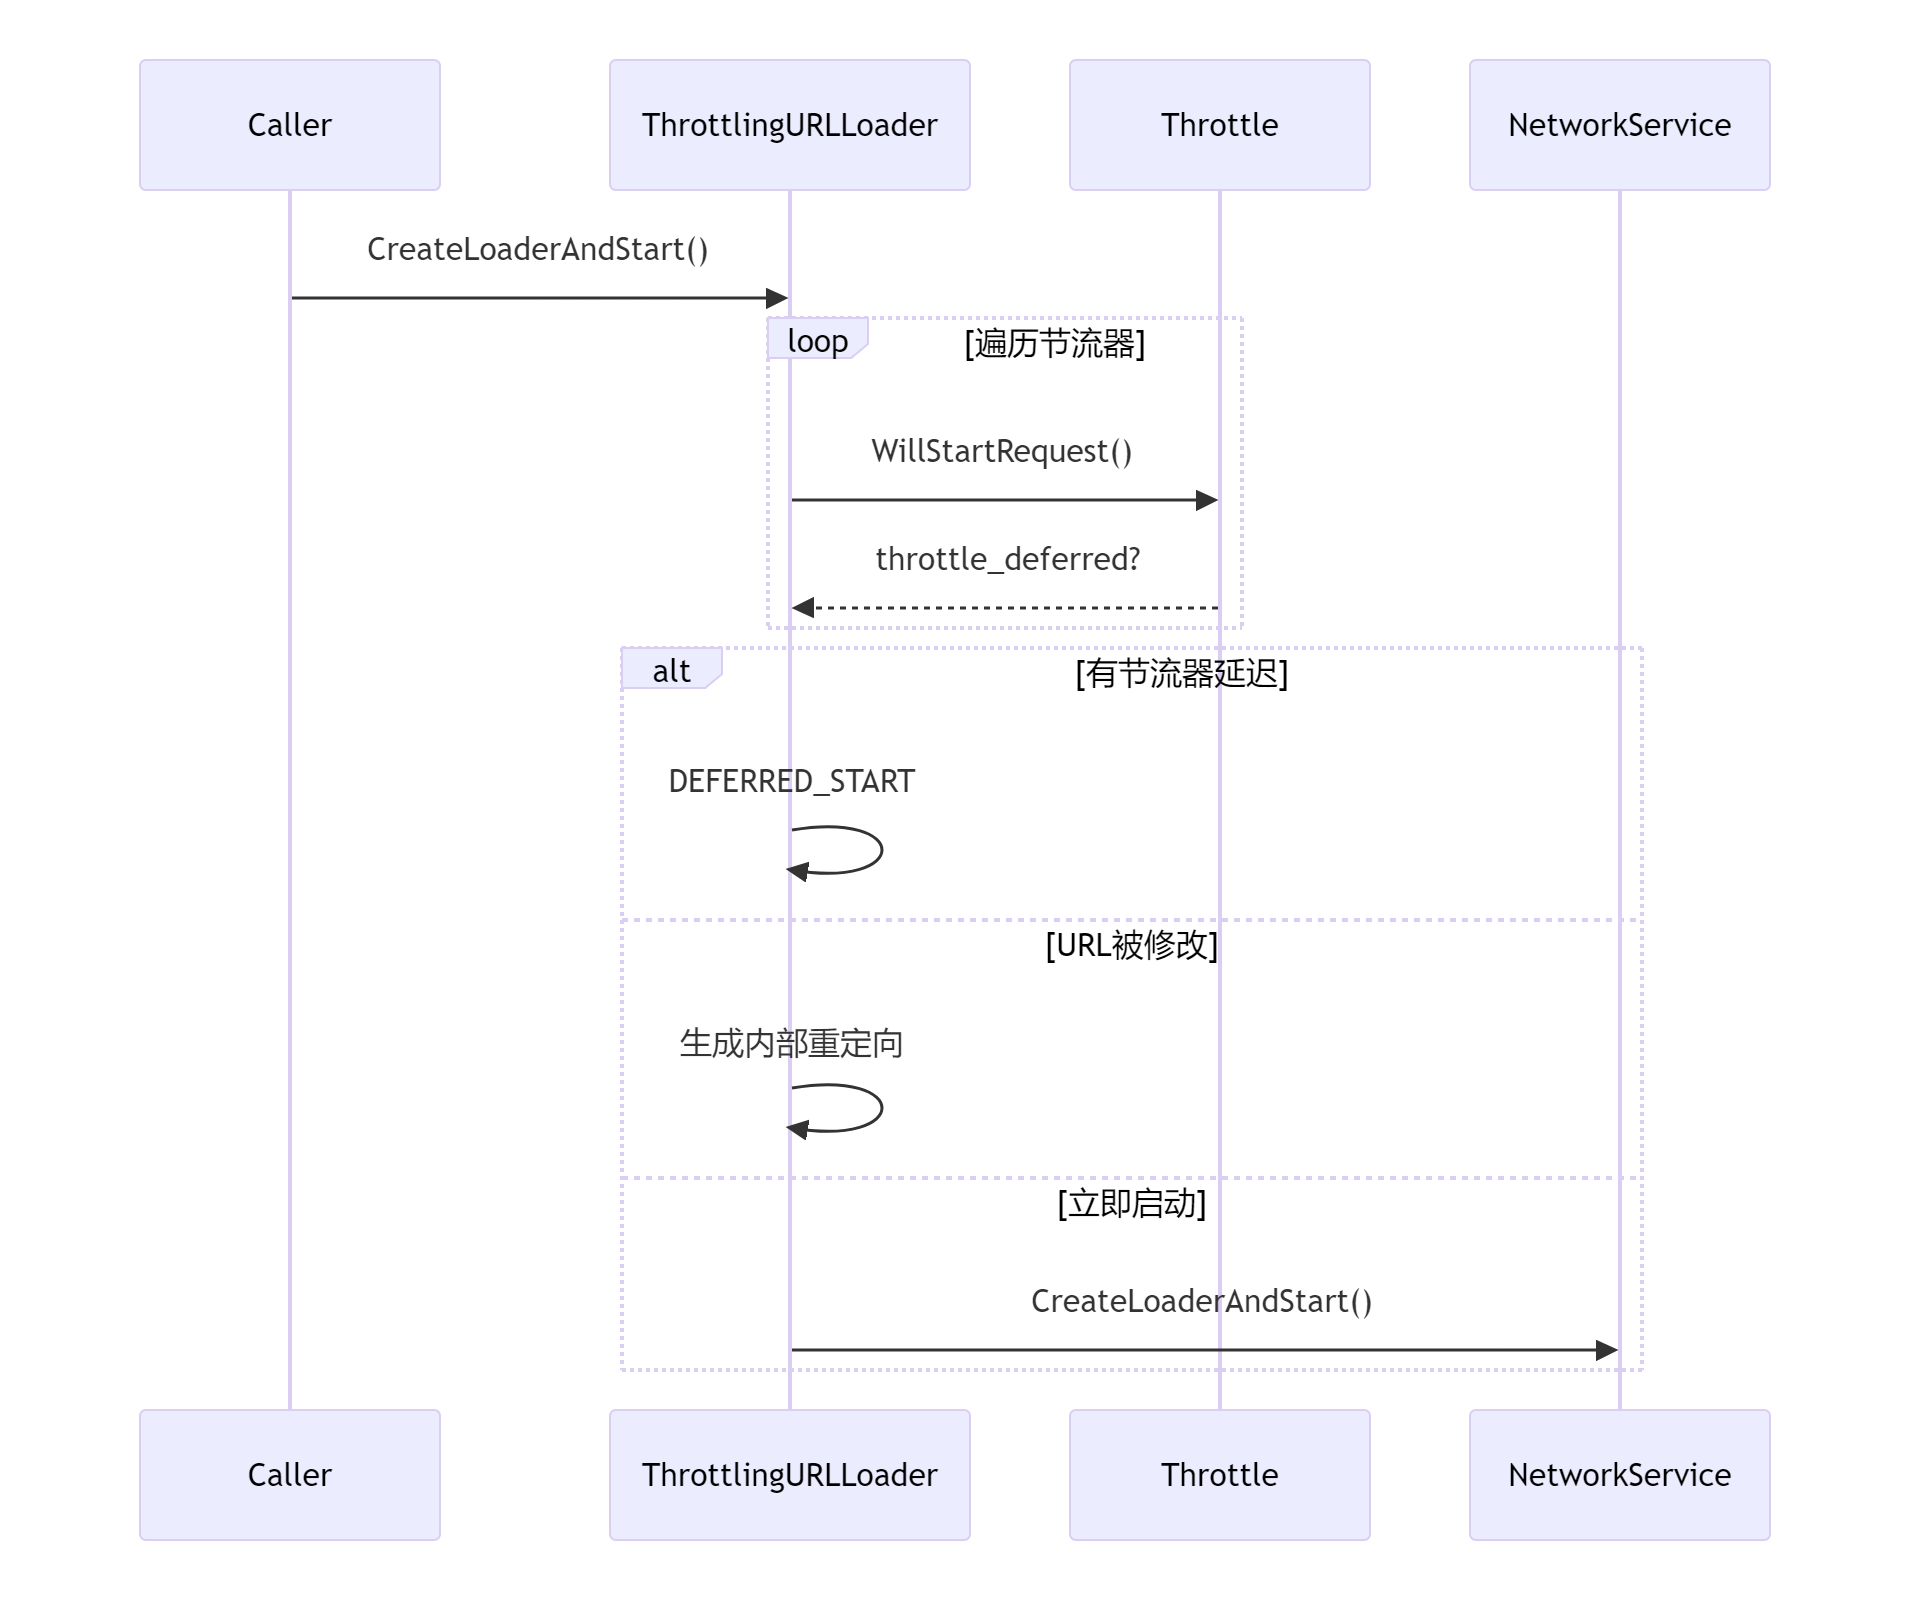 Caller
ThrottlingURLLoader
Throttle
NetworkService
CreateLoaderAndStart()
loop
[遍历节流器]
WillStartRequest()
throttle_deferred?
alt
[有节流器延迟]
DEFERRED_START
[URL被修改]
生成内部重定向
[立即启动]
CreateLoaderAndStart()
Caller
ThrottlingURLLoader
Throttle
NetworkService